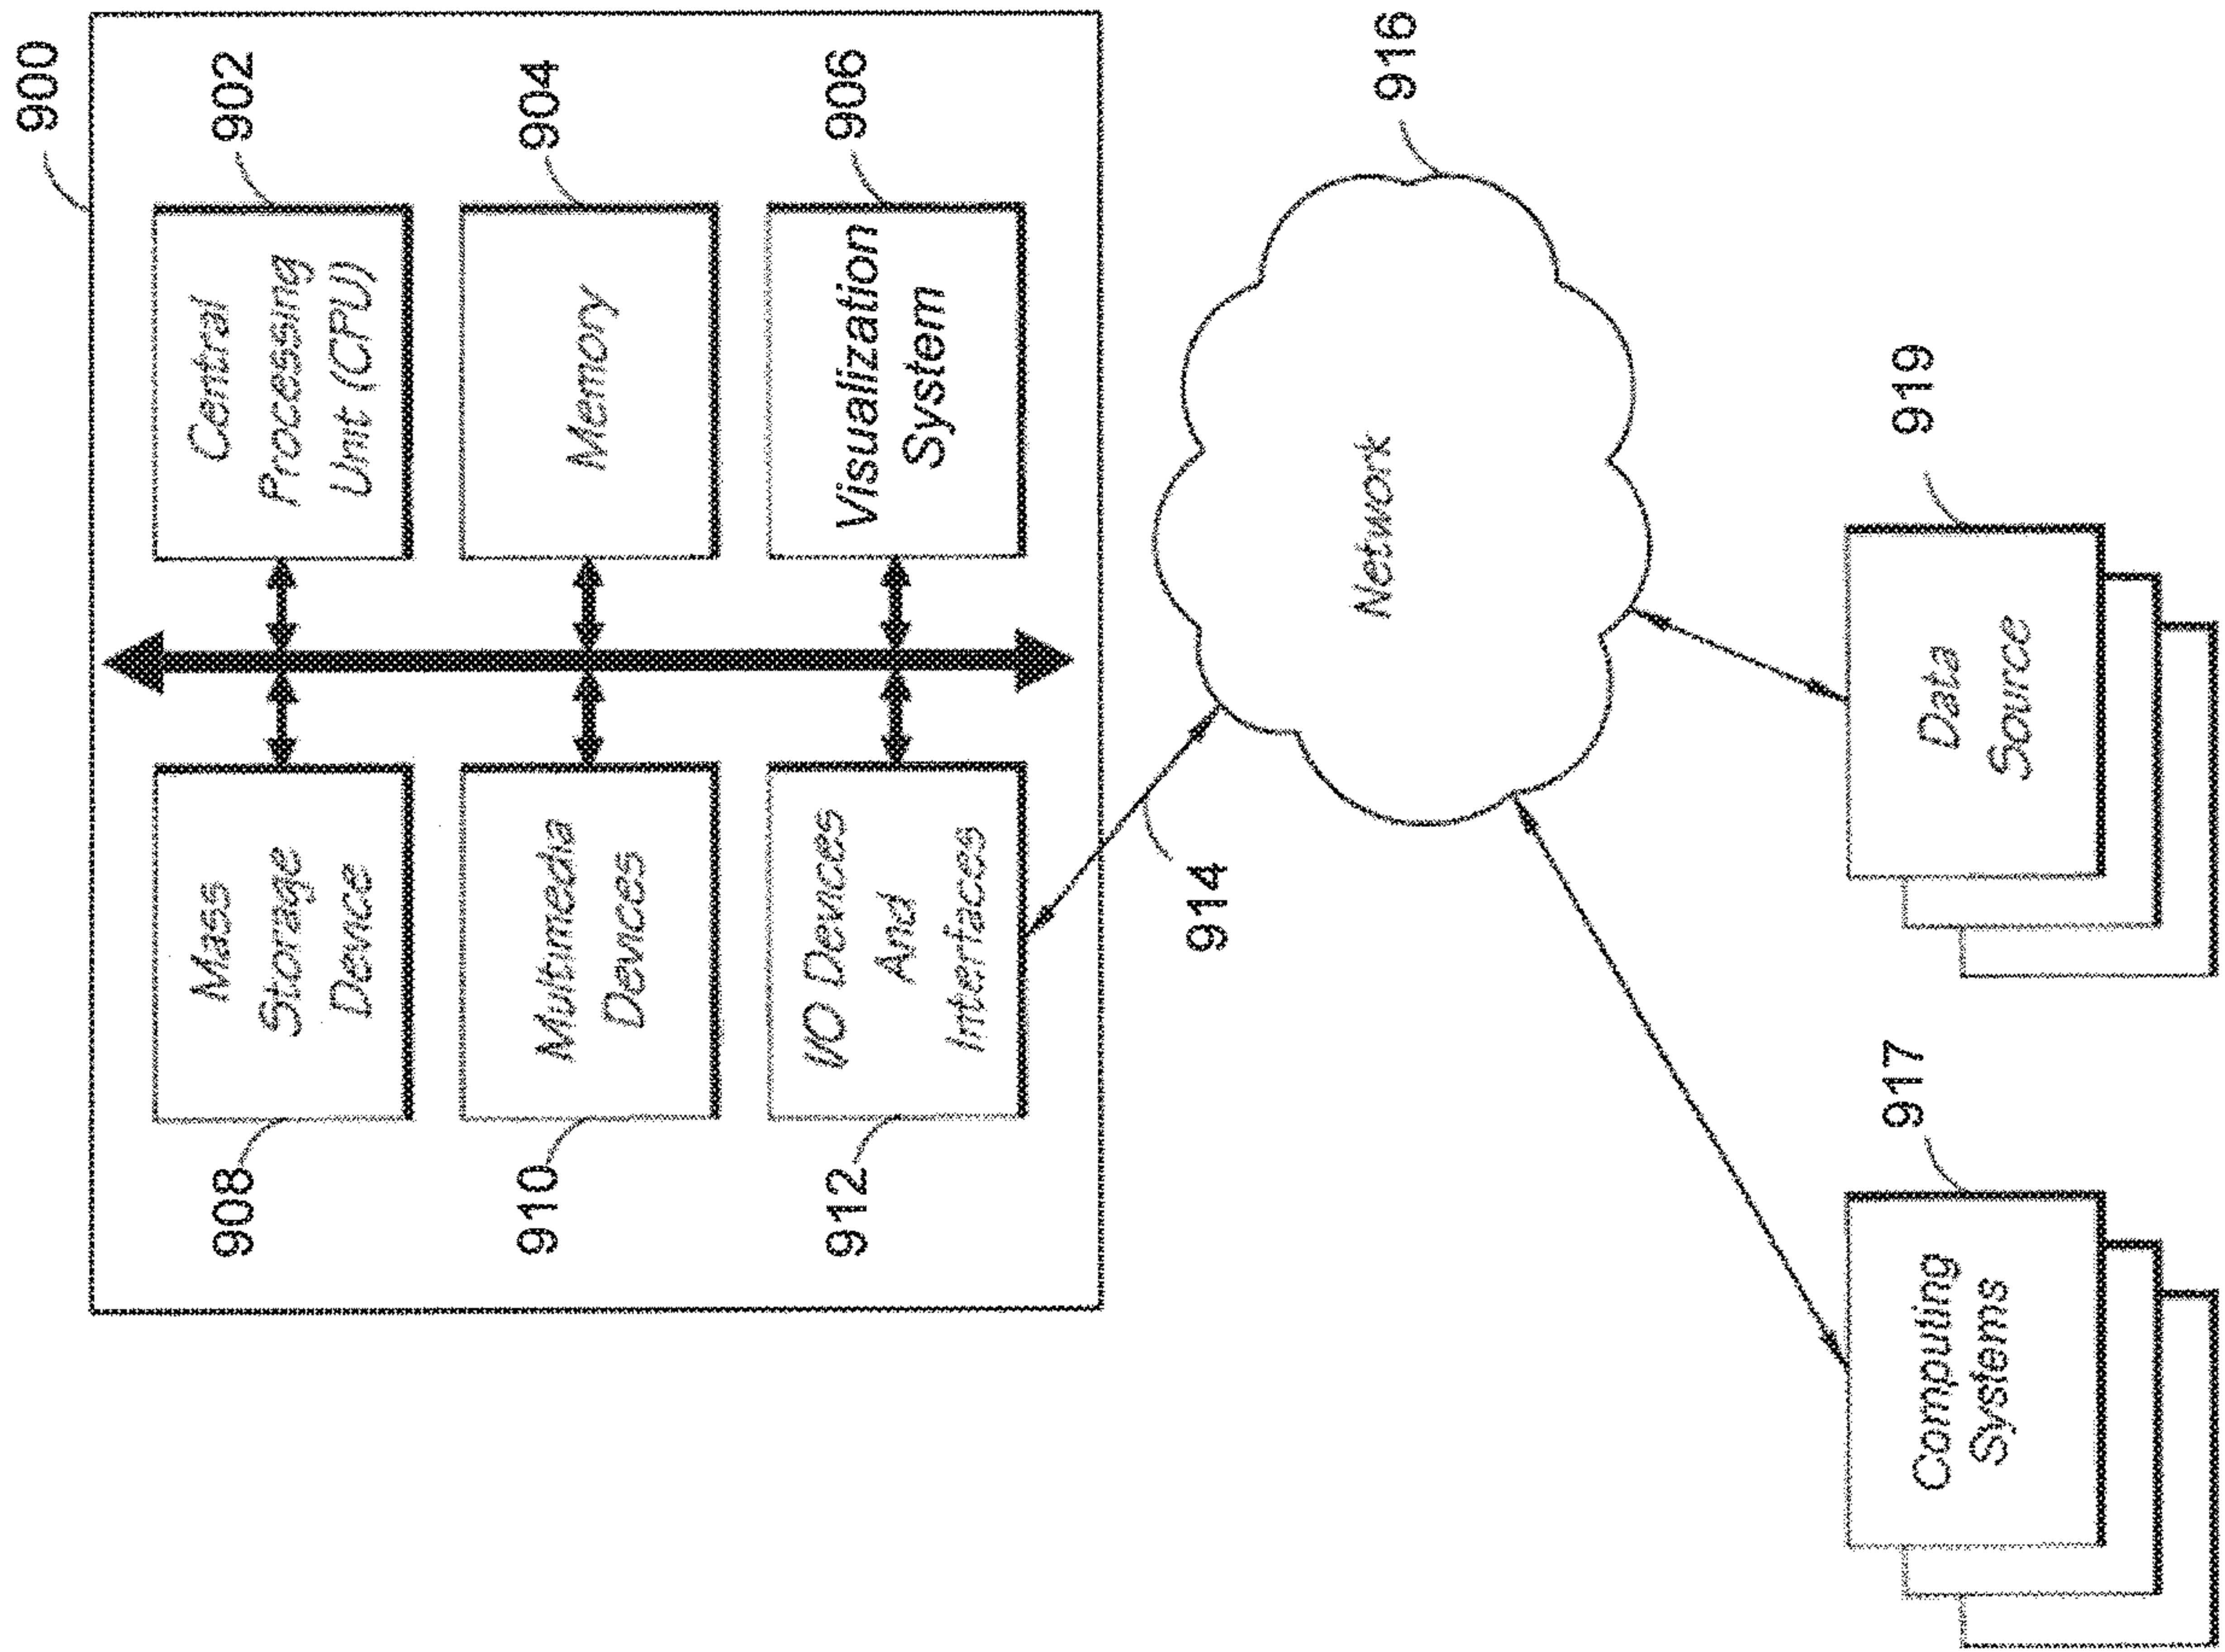 900
908
Mass
Storage
Device
Central
Processing
Unit (CPU)
902
910
Multimedia
Devices
Memory
904
912
I/O Devices
And
Interfaces
Visualization
System
906
914
Network
916
917
Computing
Systems
919
Data
Source